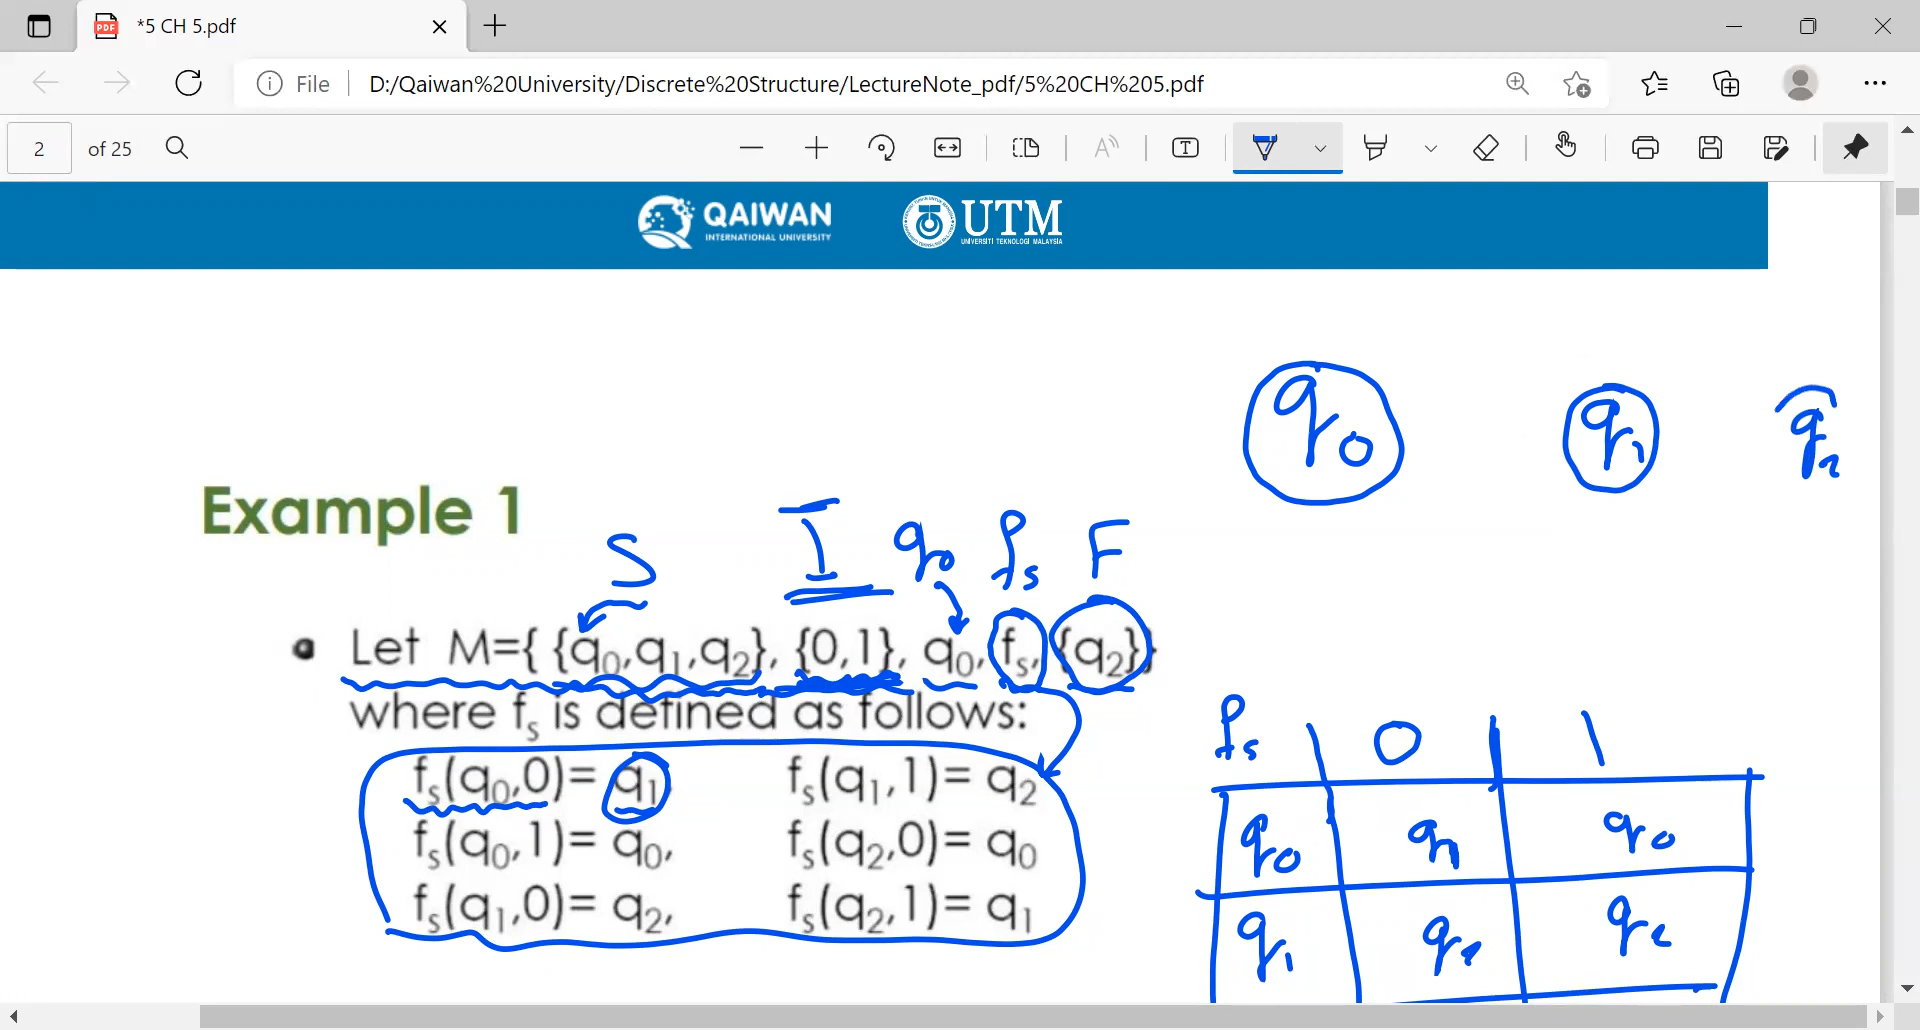 *5 CH 5.pdf
File D:/Qaiwan%20University/Discrete%20Structure/LectureNote_pdf/5%20CH%205.pdf
2 of 25
QAIWAN
INTERNATIONAL UNIVERSITY
UTM
UNIVERSITI TEKNOLOGI MALAYSIA
q0 q1 q2
Example 1
S I q0 fs F
Let M={ {q0,q1,q2}, {0,1}, q0, fs, {q2}}
where fs is defined as follows:
fs(q0,0)= q1 fs(q1,1)= q2
fs(q0,1)= q0, fs(q2,0)= q0
fs(q1,0)= q2, fs(q2,1)= q1
fs 0 1
q0 q1 q0
q1 q2 q2